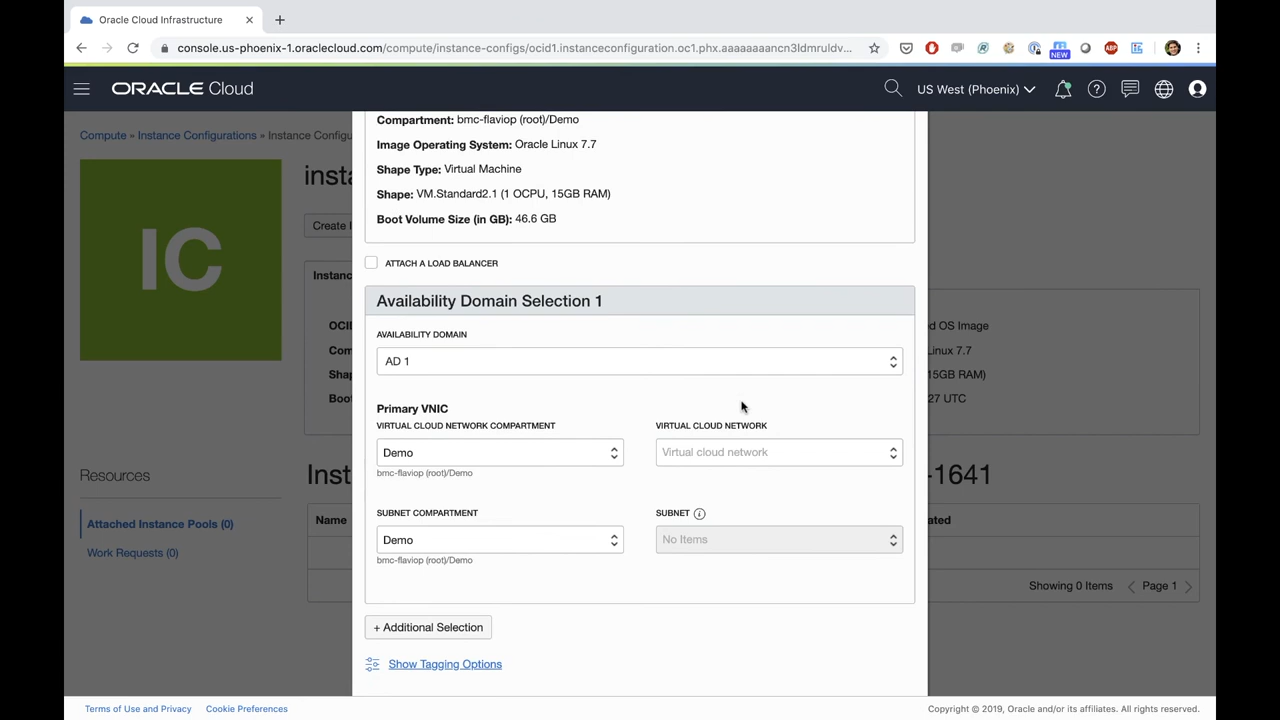 Oracle Cloud Infrastructure
console.us-phoenix-1.oraclecloud.com/compute/instance-configs/ocid1.instanceconfiguration.oc1.phx.aaaaaaaancn3ldmruldv...
NEW
ABP
ORACLE Cloud
US West (Phoenix)
Compute » Instance Configurations » Instance Configu
IC
inst
Create I
Instanc
OCII
Com
Shap
Boot
Compartment: bmc-flaviop (root)/Demo
Image Operating System: Oracle Linux 7.7
Shape Type: Virtual Machine
Shape: VM.Standard2.1 (1 OCPU, 15GB RAM)
Boot Volume Size (in GB): 46.6 GB
ATTACH A LOAD BALANCER
Availability Domain Selection 1
AVAILABILITY DOMAIN
AD 1
Primary VNIC
VIRTUAL CLOUD NETWORK COMPARTMENT
VIRTUAL CLOUD NETWORK
Demo
Virtual cloud network
bmc-flaviop (root)/Demo
SUBNET COMPARTMENT
SUBNET
Demo
No Items
bmc-flaviop (root)/Demo
+ Additional Selection
Show Tagging Options
d OS Image
Linux 7.7
15GB RAM)
27 UTC
Resources
Attached Instance Pools (0)
Work Requests (0)
Inst
-1641
Name
ated
Showing 0 Items
Page 1
Terms of Use and Privacy
Cookie Preferences
Copyright © 2019, Oracle and/or its affiliates. All rights reserved.